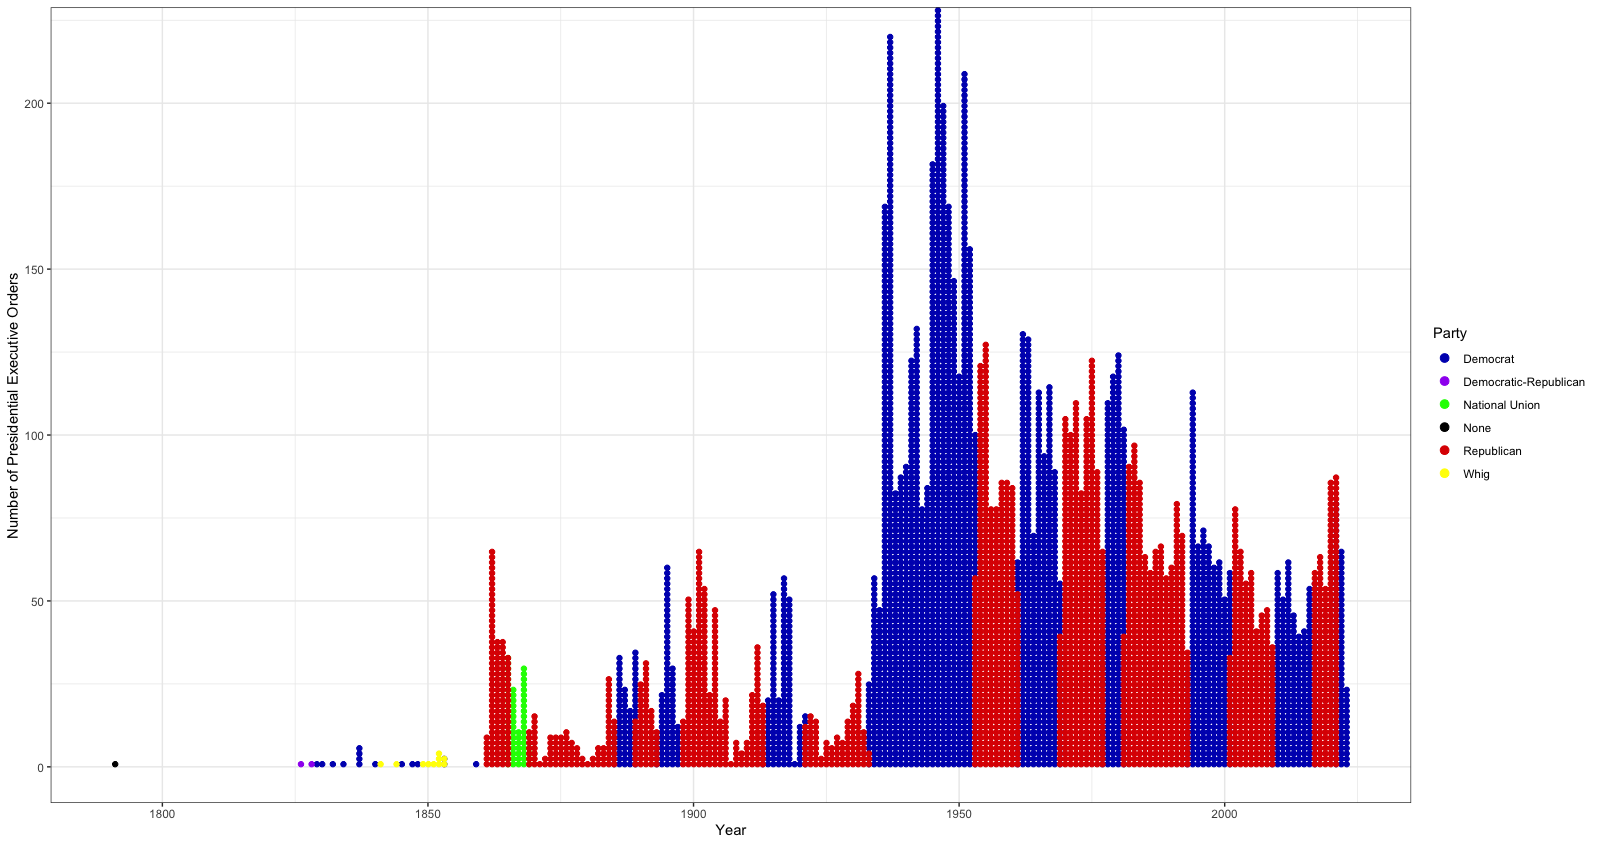 Number of Presidential Executive Orders
200
150
100
50
0
1800
1850
1900
1950
2000
Year
Party
Democrat
Democratic-Republican
National Union
None
Republican
Whig